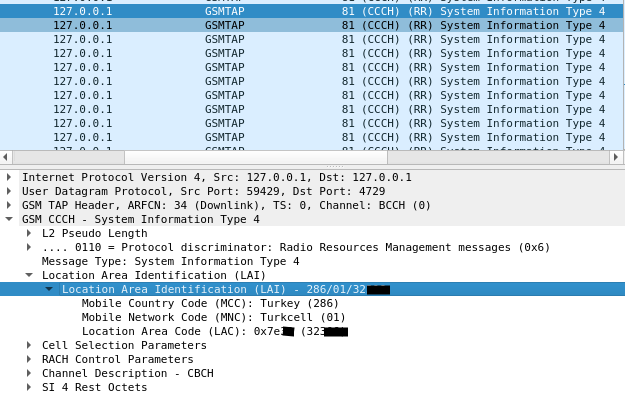 127.0.0.1 GSMTAP 81 (CCCH) (RR) System Information Type 4
127.0.0.1 GSMTAP 81 (CCCH) (RR) System Information Type 4
127.0.0.1 GSMTAP 81 (CCCH) (RR) System Information Type 4
127.0.0.1 GSMTAP 81 (CCCH) (RR) System Information Type 4
127.0.0.1 GSMTAP 81 (CCCH) (RR) System Information Type 4
127.0.0.1 GSMTAP 81 (CCCH) (RR) System Information Type 4
127.0.0.1 GSMTAP 81 (CCCH) (RR) System Information Type 4
127.0.0.1 GSMTAP 81 (CCCH) (RR) System Information Type 4
127.0.0.1 GSMTAP 81 (CCCH) (RR) System Information Type 4
127.0.0.1 GSMTAP 81 (CCCH) (RR) System Information Type 4
Internet Protocol Version 4, Src: 127.0.0.1, Dst: 127.0.0.1
User Datagram Protocol, Src Port: 59429, Dst Port: 4729
GSM TAP Header, ARFCN: 34 (Downlink), TS: 0, Channel: BCCH (0)
GSM CCCH - System Information Type 4
L2 Pseudo Length
.... 0110 = Protocol discriminator: Radio Resources Management messages (0x6)
Message Type: System Information Type 4
Location Area Identification (LAI)
Location Area Identification (LAI) - 286/01/32
Mobile Country Code (MCC): Turkey (286)
Mobile Network Code (MNC): Turkcell (01)
Location Area Code (LAC): 0x7e
Cell Selection Parameters
RACH Control Parameters
Channel Description - CBCH
SI 4 Rest Octets